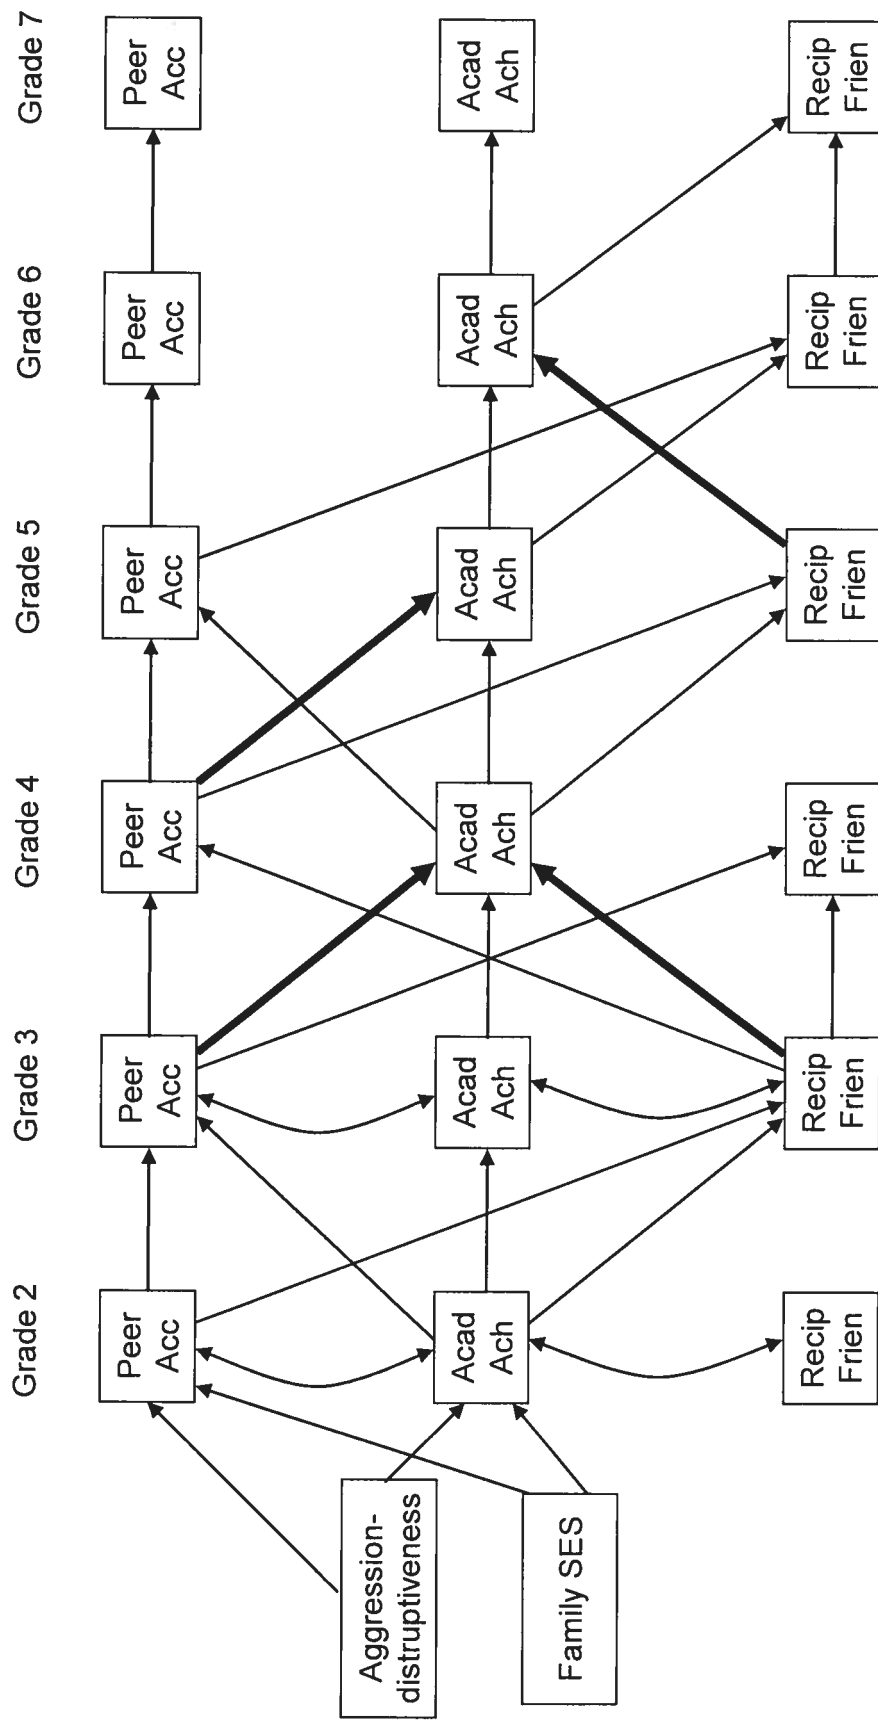 Grade 2
Grade 3
Grade 4
Grade 5
Grade 6
Grade 7
Peer
Acc
Peer
Acc
Peer
Acc
Peer
Acc
Peer
Acc
Peer
Acc
Aggression-
distruptiveness
Family SES
Acad
Ach
Acad
Ach
Acad
Ach
Acad
Ach
Acad
Ach
Acad
Ach
Recip
Frien
Recip
Frien
Recip
Frien
Recip
Frien
Recip
Frien
Recip
Frien